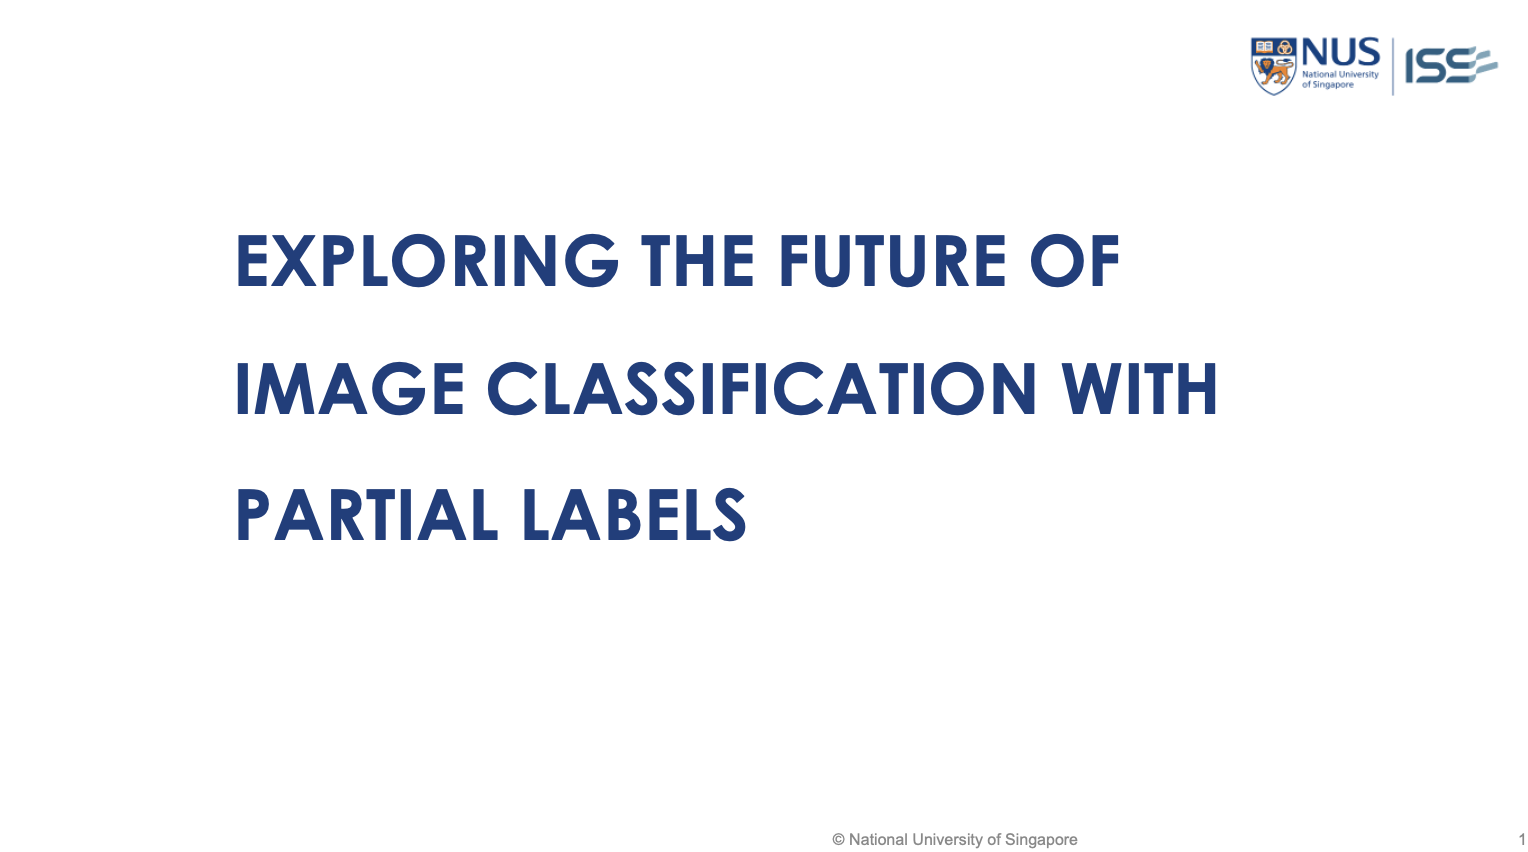 NUS
National University
of Singapore
ISS
EXPLORING THE FUTURE OF
IMAGE CLASSIFICATION WITH
PARTIAL LABELS
© National University of Singapore
1